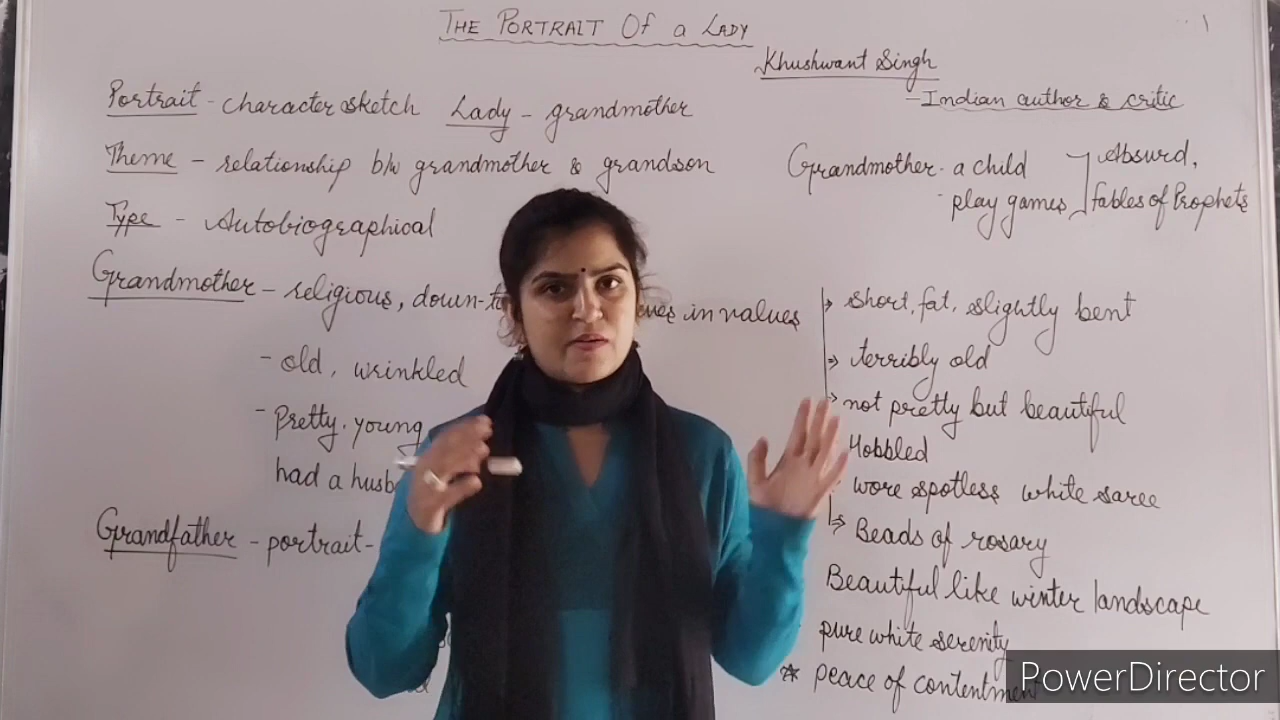 THE PORTRAIT Of a LADY
Khushwant Singh
- Indian author & critic
Portrait - character sketch Lady - grandmother
Theme - relationship b/w grandmother & grandson
Type - Autobiographical
Grandmother - religious, down-to in values
- old, wrinkled
- Pretty, young
had a husb
Grandfather - portrait -
Grandmother - a child
- play games
Absurd,
fables of Prophets
short, fat, slightly bent
terribly old
not pretty but beautiful
Hobbled
wore spotless white saree
Beads of rosary
Beautiful like winter landscape
pure white serenity
peace of contentment
PowerDirector